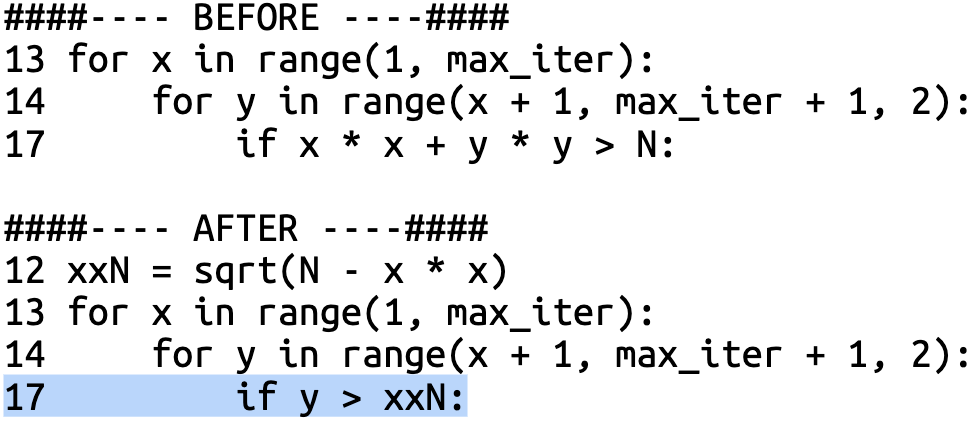 ####---- BEFORE ----####
13 for x in range(1, max_iter):
14     for y in range(x + 1, max_iter + 1, 2):
17         if x * x + y * y > N:

####---- AFTER ----####
12 xxN = sqrt(N - x * x)
13 for x in range(1, max_iter):
14     for y in range(x + 1, max_iter + 1, 2):
17         if y > xxN: